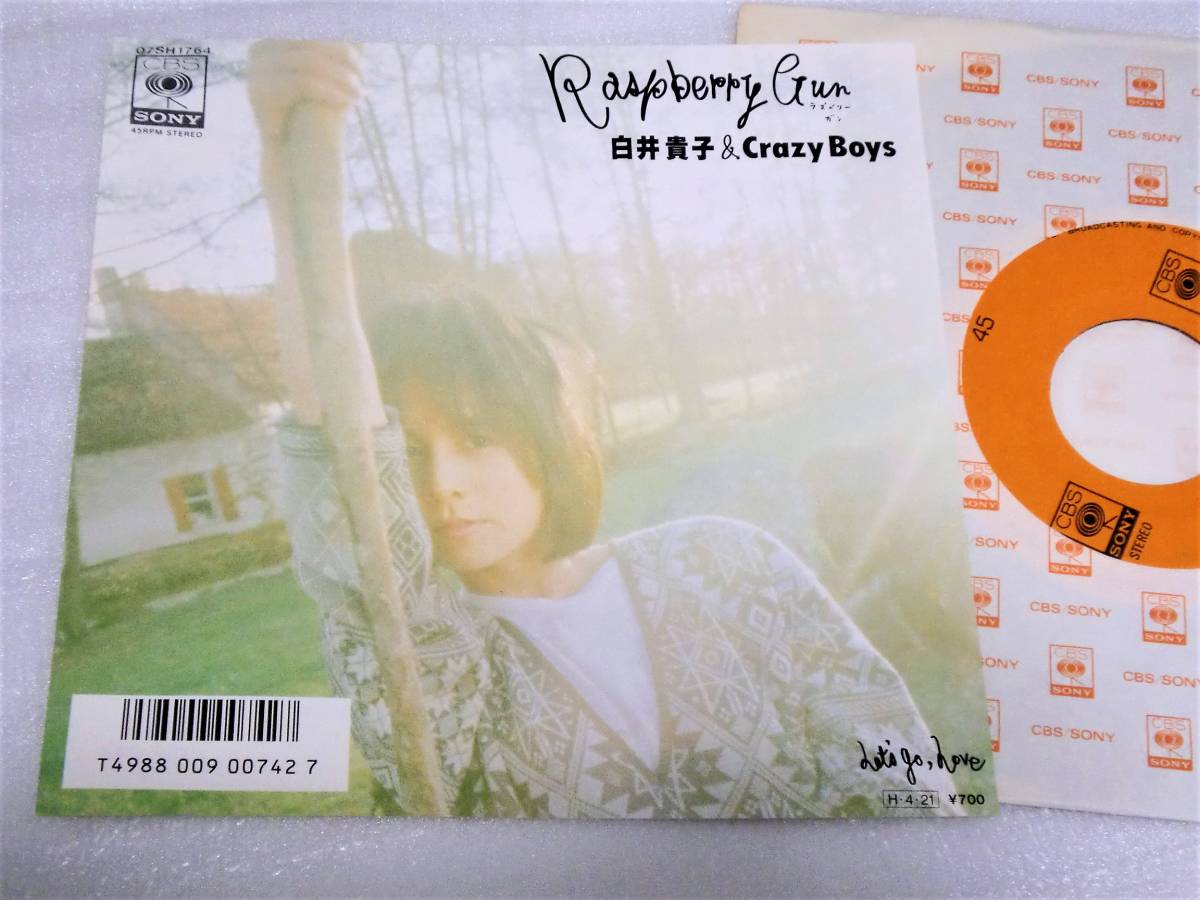 07SH1764
CBS
SONY
45RPM STEREO
Raspberry Gun
ラズベリー
ガン
白井貴子 & Crazy Boys
T4988 009 00742 7
Let's go, Love
H・4・21 ¥700
NY
CBS/SONY
CBS
SONY
CBS/SONY
CBS
SONY
CBS/SONY
CBS
SONY
CBS/SONY
CBS
SONY
CBS/SONY
BROADCASTING AND
CBS
45
CBS
SONY
STEREO
SONY
CBS/SONY
CBS
SONY
SONY
CBS
SONY
CBS/SONY
CBS/SONY
CBS
SONY